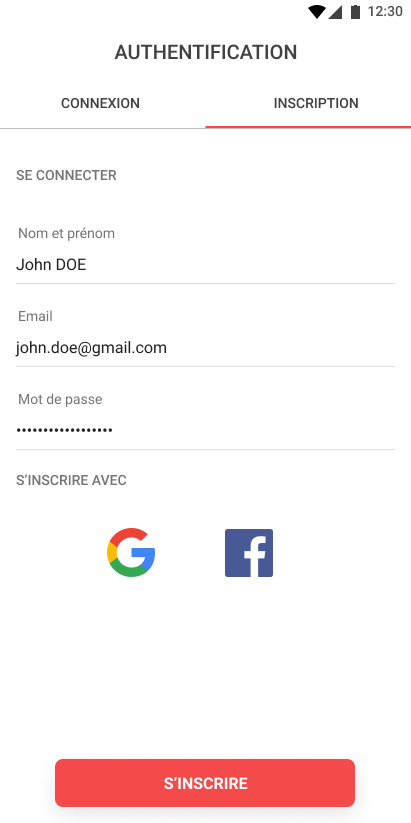 12:30
AUTHENTIFICATION
CONNEXION INSCRIPTION
SE CONNECTER
Nom et prénom
John DOE
Email
john.doe@gmail.com
Mot de passe
••••••••••••••••••
S’INSCRIRE AVEC
S’INSCRIRE